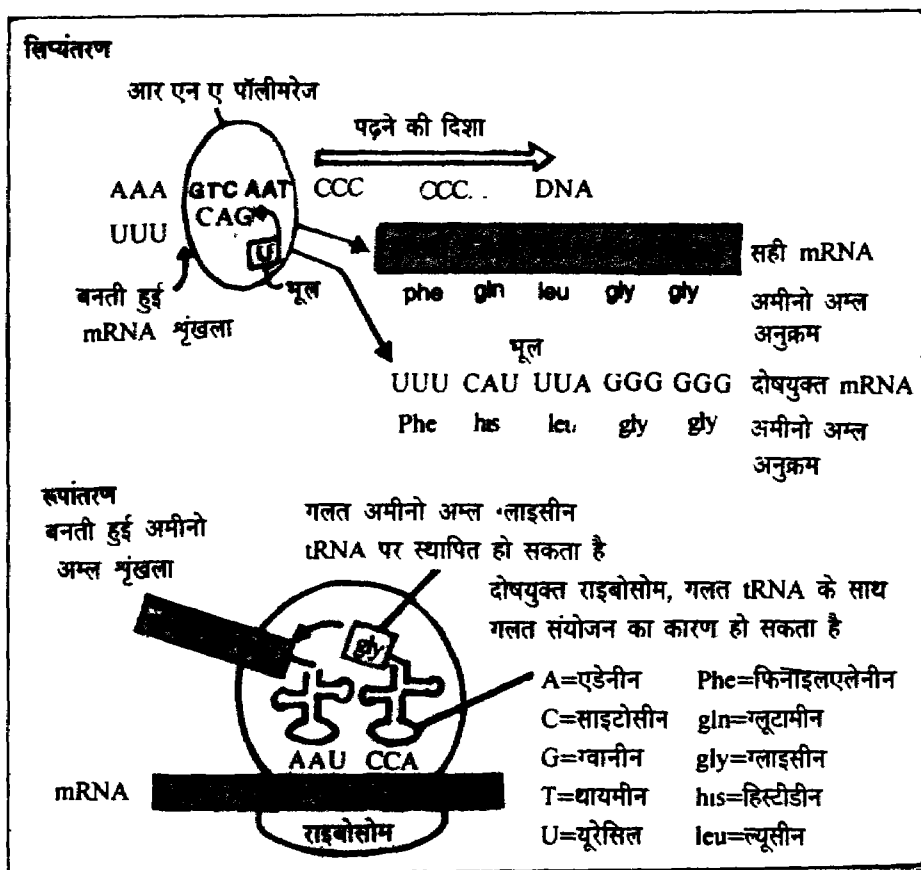 लिप्यंतरण
आर एन ए पॉलीमरेज
पढ़ने की दिशा
AAA GTC AAT CCC CCC.. DNA
UUU CAG
U
भूल
बनती हुई
mRNA शृंखला
सही mRNA
phe gln leu gly gly
अमीनो अम्ल
अनुक्रम
भूल
UUU CAU UUA GGG GGG दोषयुक्त mRNA
Phe his leu gly gly अमीनो अम्ल
अनुक्रम
रूपांतरण
बनती हुई अमीनो
अम्ल शृंखला
गलत अमीनो अम्ल ग्लाइसीन
tRNA पर स्थापित हो सकता है
दोषयुक्त राइबोसोम, गलत tRNA के साथ
गलत संयोजन का कारण हो सकता है
gly
AAU CCA
mRNA
राइबोसोम
A=एडेनीन Phe=फिनाइलएलेनीन
C=साइटोसीन gln=ग्लूटामीन
G=ग्वानीन gly=ग्लाइसीन
T=थायमीन his=हिस्टीडीन
U=यूरेसिल leu=ल्यूसीन